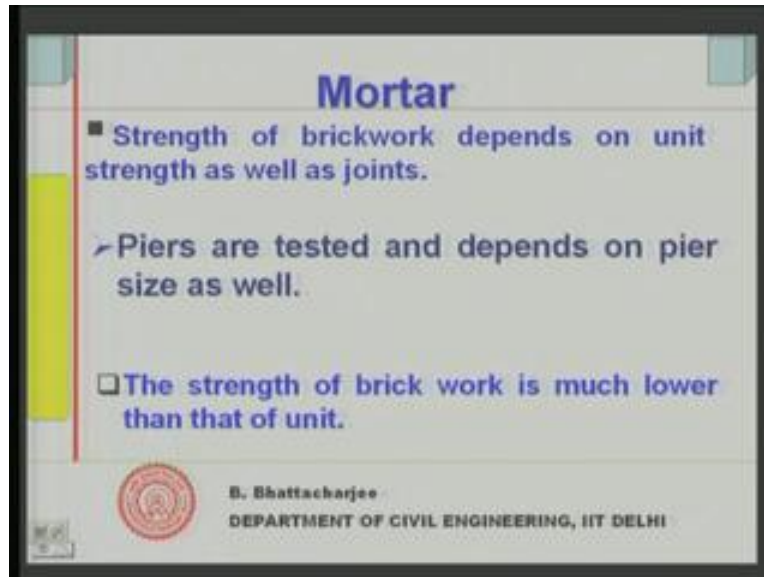 Mortar
Strength of brickwork depends on unit
strength as well as joints.
Piers are tested and depends on pier
size as well.
The strength of brick work is much lower
than that of unit.
B. Bhattacharjee
DEPARTMENT OF CIVIL ENGINEERING, IIT DELHI